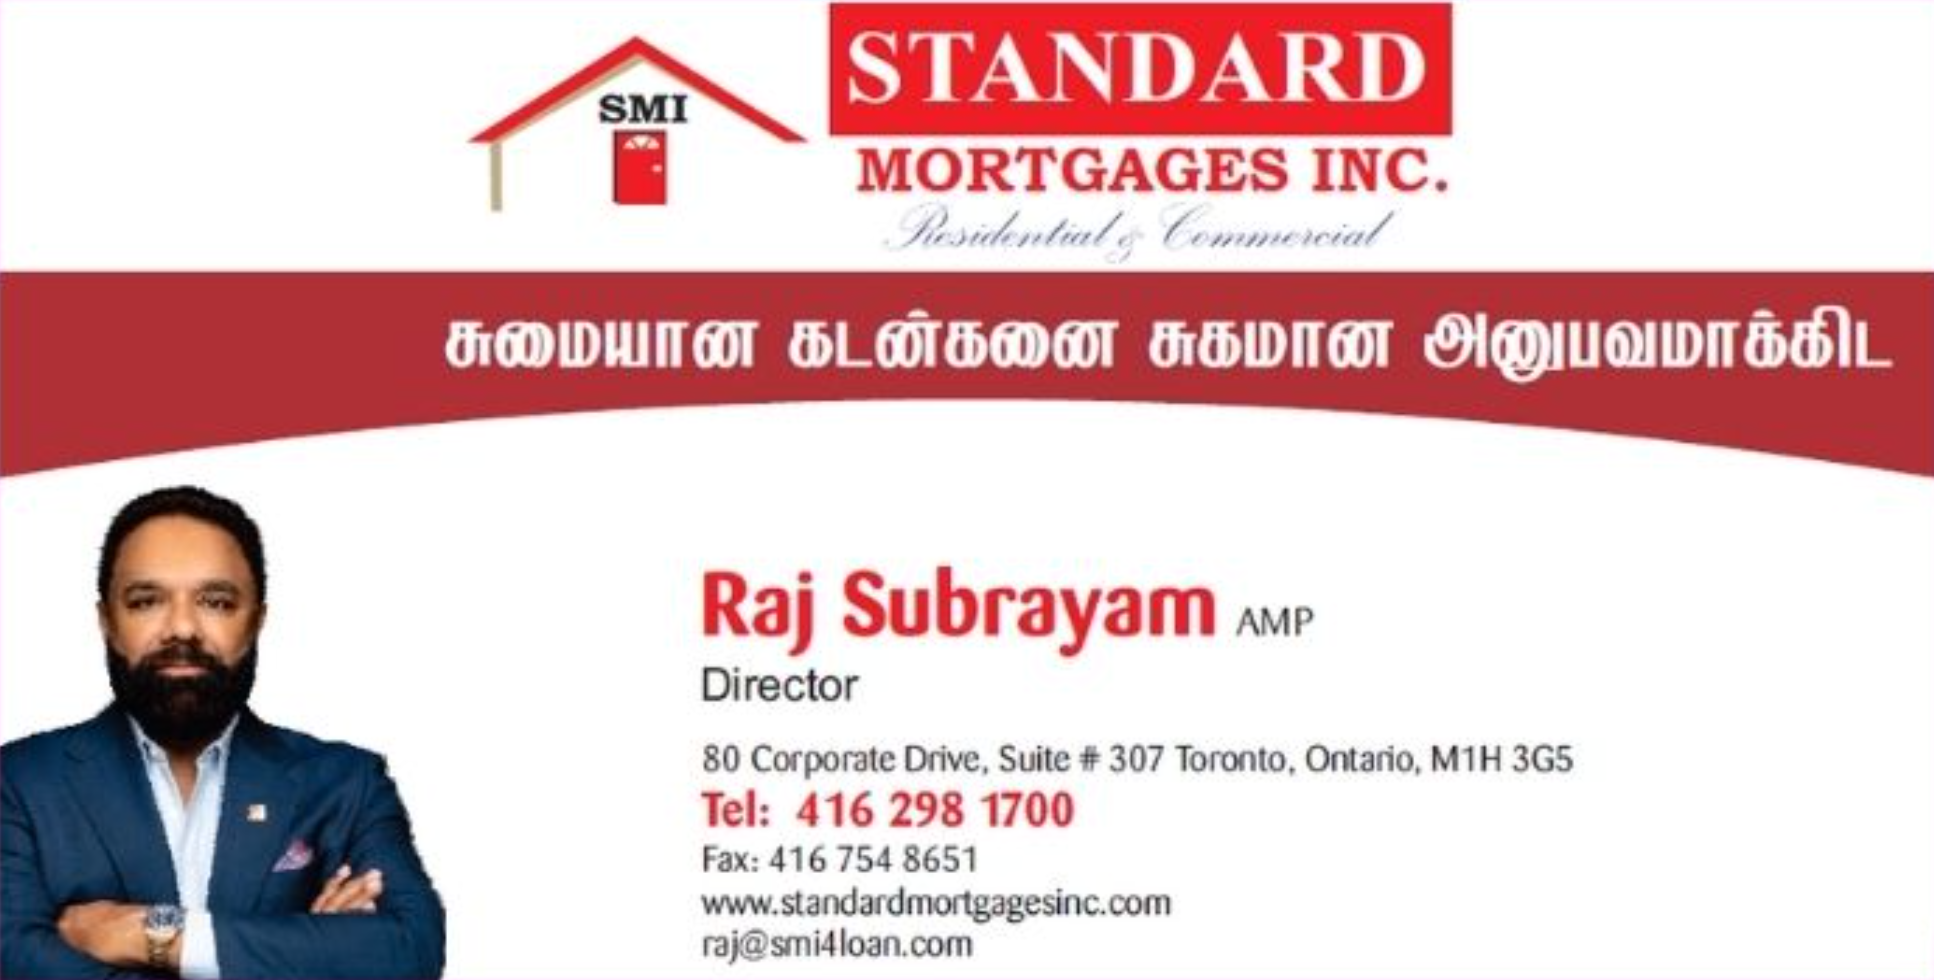 SMI
STANDARD
MORTGAGES INC.
Residential & Commercial
சுமையான கடன்களை சுகமான அனுபவமாக்கிட
Raj Subrayam AMP
Director
80 Corporate Drive, Suite # 307 Toronto, Ontario, M1H 3G5
Tel: 416 298 1700
Fax: 416 754 8651
www.standardmortgagesinc.com
raj@smi4loan.com